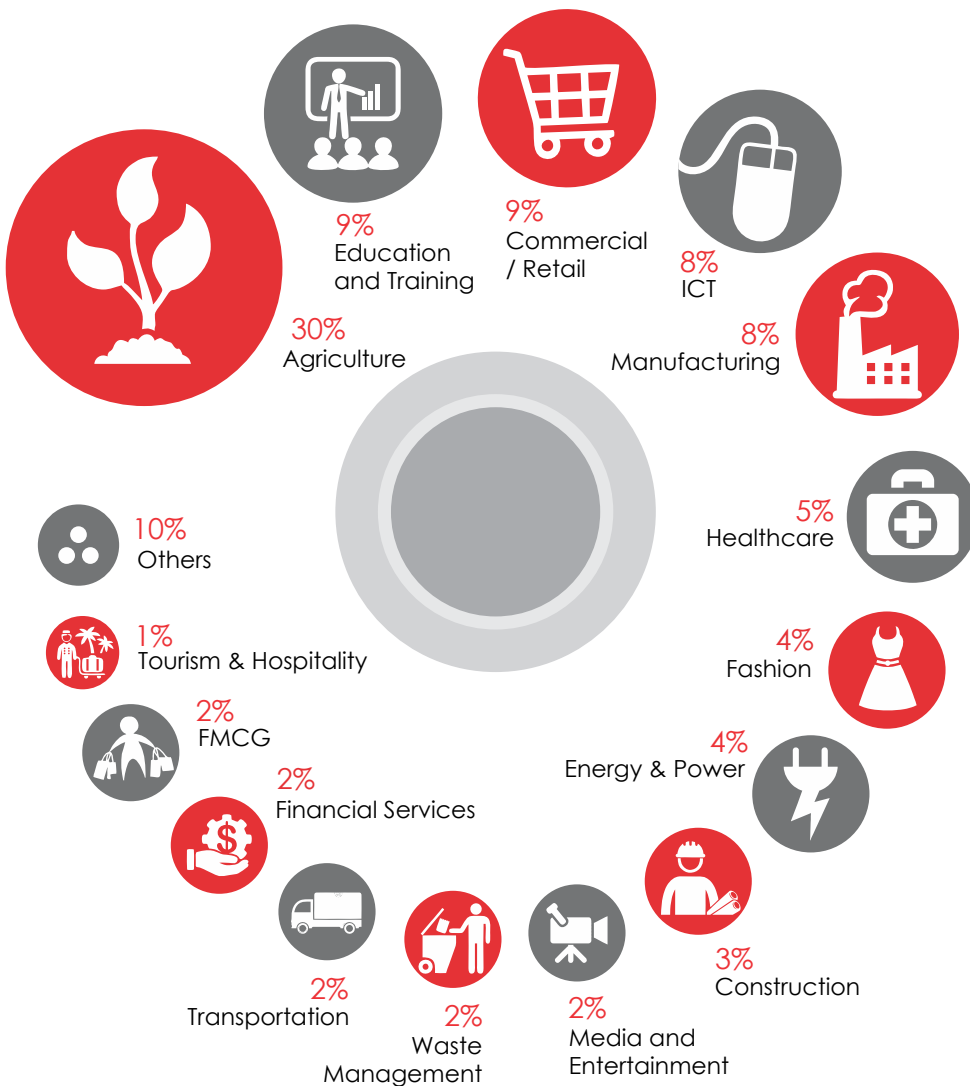 9%
Education
and Training
9%
Commercial
/ Retail
8%
ICT
30%
Agriculture
8%
Manufacturing
5%
Healthcare
10%
Others
1%
Tourism & Hospitality
4%
Fashion
2%
FMCG
4%
Energy & Power
2%
Financial Services
$
3%
Construction
2%
Transportation
2%
Waste
Management
2%
Media and
Entertainment